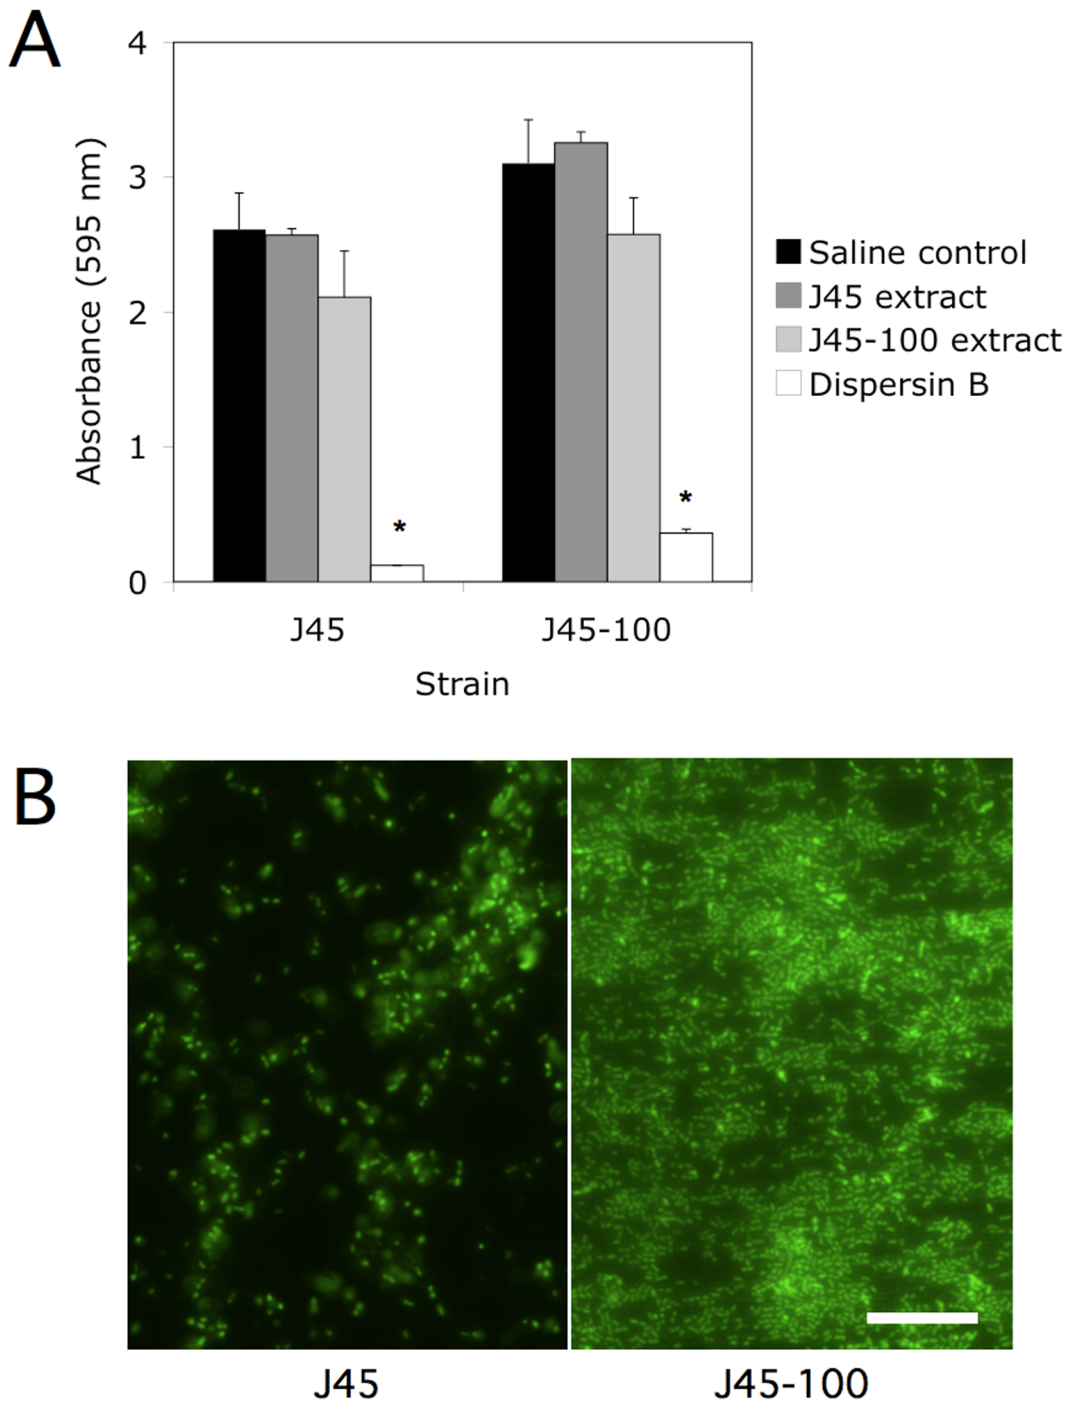 A
4
3
2
1
0
Absorbance (595 nm)
*
*
J45
J45-100
Strain
Saline control
J45 extract
J45-100 extract
Dispersin B
B
J45
J45-100